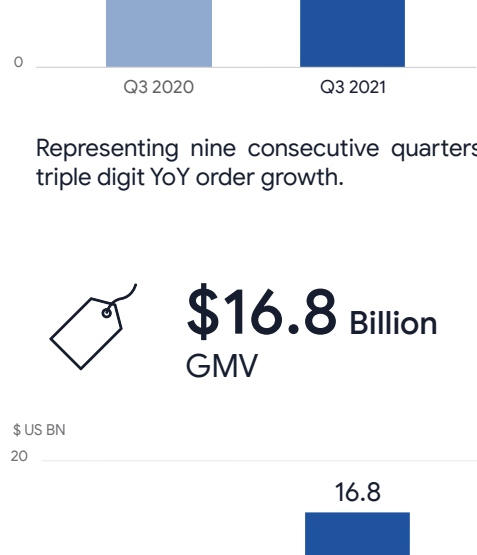 0
Q3 2020 Q3 2021
Representing nine consecutive quarters
triple digit YoY order growth.
$16.8 Billion
GMV
$ US BN
20
16.8